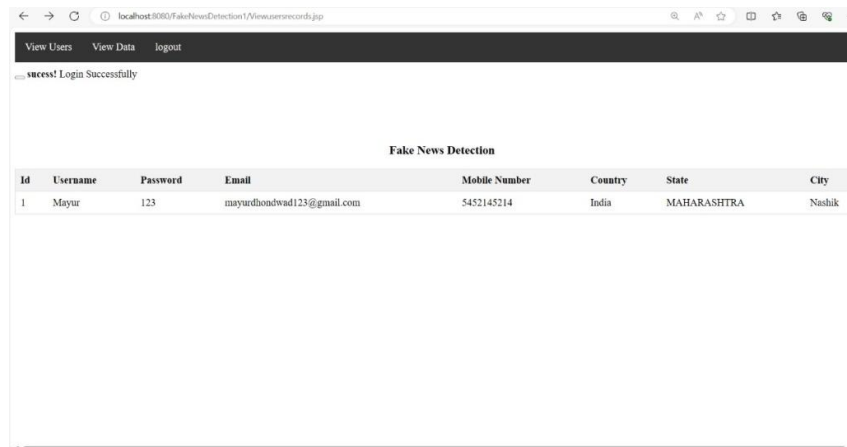 localhost:8080/FakeNewsDetection1/Viewusersrecords.jsp
View Users View Data logout
sucess! Login Successfully
Fake News Detection
Id Username Password Email Mobile Number Country State City
1 Mayur 123 mayurdhondwad123@gmail.com 5452145214 India MAHARASHTRA Nashik